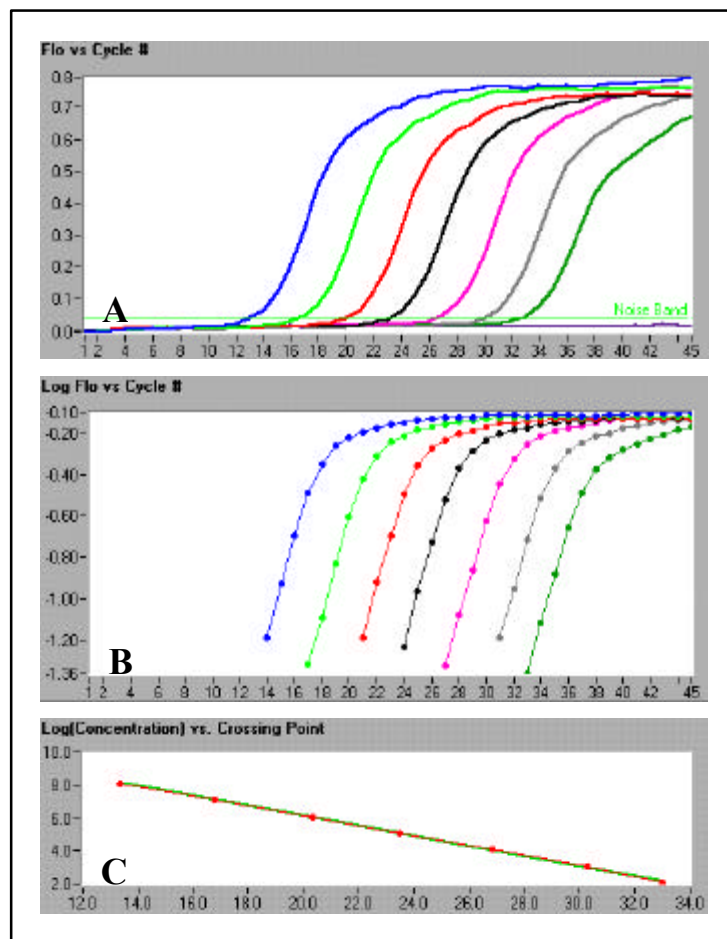 Flo vs Cycle #
0.8
0.7
0.6
0.5
0.4
0.3
0.2
0.1
0.0
A
Noise Band
1 2 4 6 8 10 12 14 16 18 20 22 24 26 28 30 32 34 36 38 40 42 45
Log Flo vs Cycle #
-0.10
-0.20
-0.40
-0.60
-0.80
-1.00
-1.20
-1.36
B
1 2 4 6 8 10 12 14 16 18 20 22 24 26 28 30 32 34 36 38 40 42 45
Log(Concentration) vs. Crossing Point
10.0
8.0
6.0
4.0
2.0
C
12.0 14.0 16.0 18.0 20.0 22.0 24.0 26.0 28.0 30.0 32.0 34.0